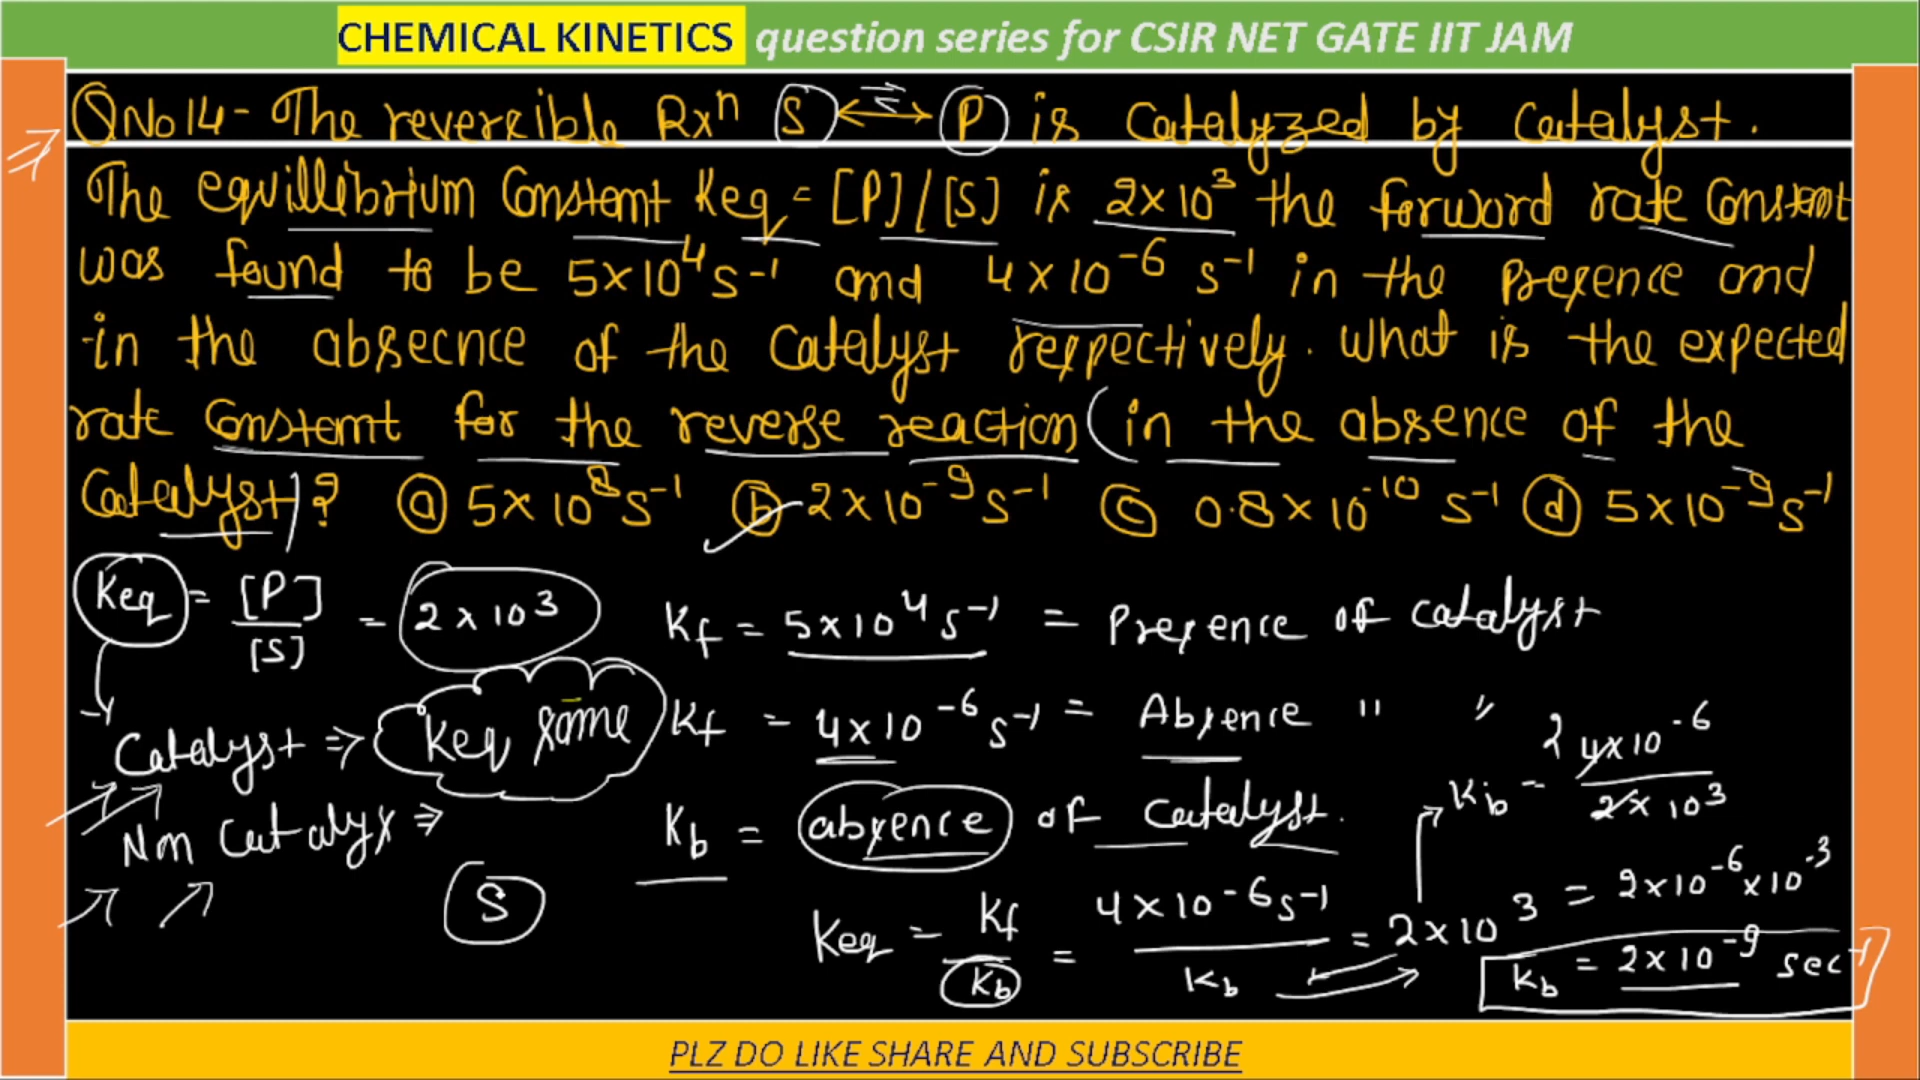 CHEMICAL KINETICS question series for CSIR NET GATE IIT JAM
QNo14- The reversible Rxⁿ S ⟷ P is Catalyzed by Catalyst.
The equillibrium Constant Keq = [P]/[S] is 2×10³ the forword rate Constant
was found to be 5×10⁴ s⁻¹ and 4×10⁻⁶ s⁻¹ in the Presence and
in the absecnce of the Catalyst respectively. What is the expected
rate Constant for the reverse reaction (in the absence of the
Catalyst)? ⓐ 5×10⁸ s⁻¹ ⓑ 2×10⁻⁹ s⁻¹ ⓒ 0.8×10⁻¹⁰ s⁻¹ ⓓ 5×10⁻⁹ s⁻¹
Keq = [P]/[S] = 2×10³
Kf = 5×10⁴ s⁻¹ = Presence of catalyst
Catalyst ⇒ Keq same
Kf = 4×10⁻⁶ s⁻¹ = Absence " "
Non Catalys ⇒
Kb = absence of Catalyst.
Kb = 2 4×10⁻⁶ / 2×10³
S
Keq = Kf/Kb = 4×10⁻⁶ s⁻¹/Kb = 2×10³
= 2×10⁻⁶×10⁻³
Kb = 2×10⁻⁹ sec⁻¹
PLZ DO LIKE SHARE AND SUBSCRIBE